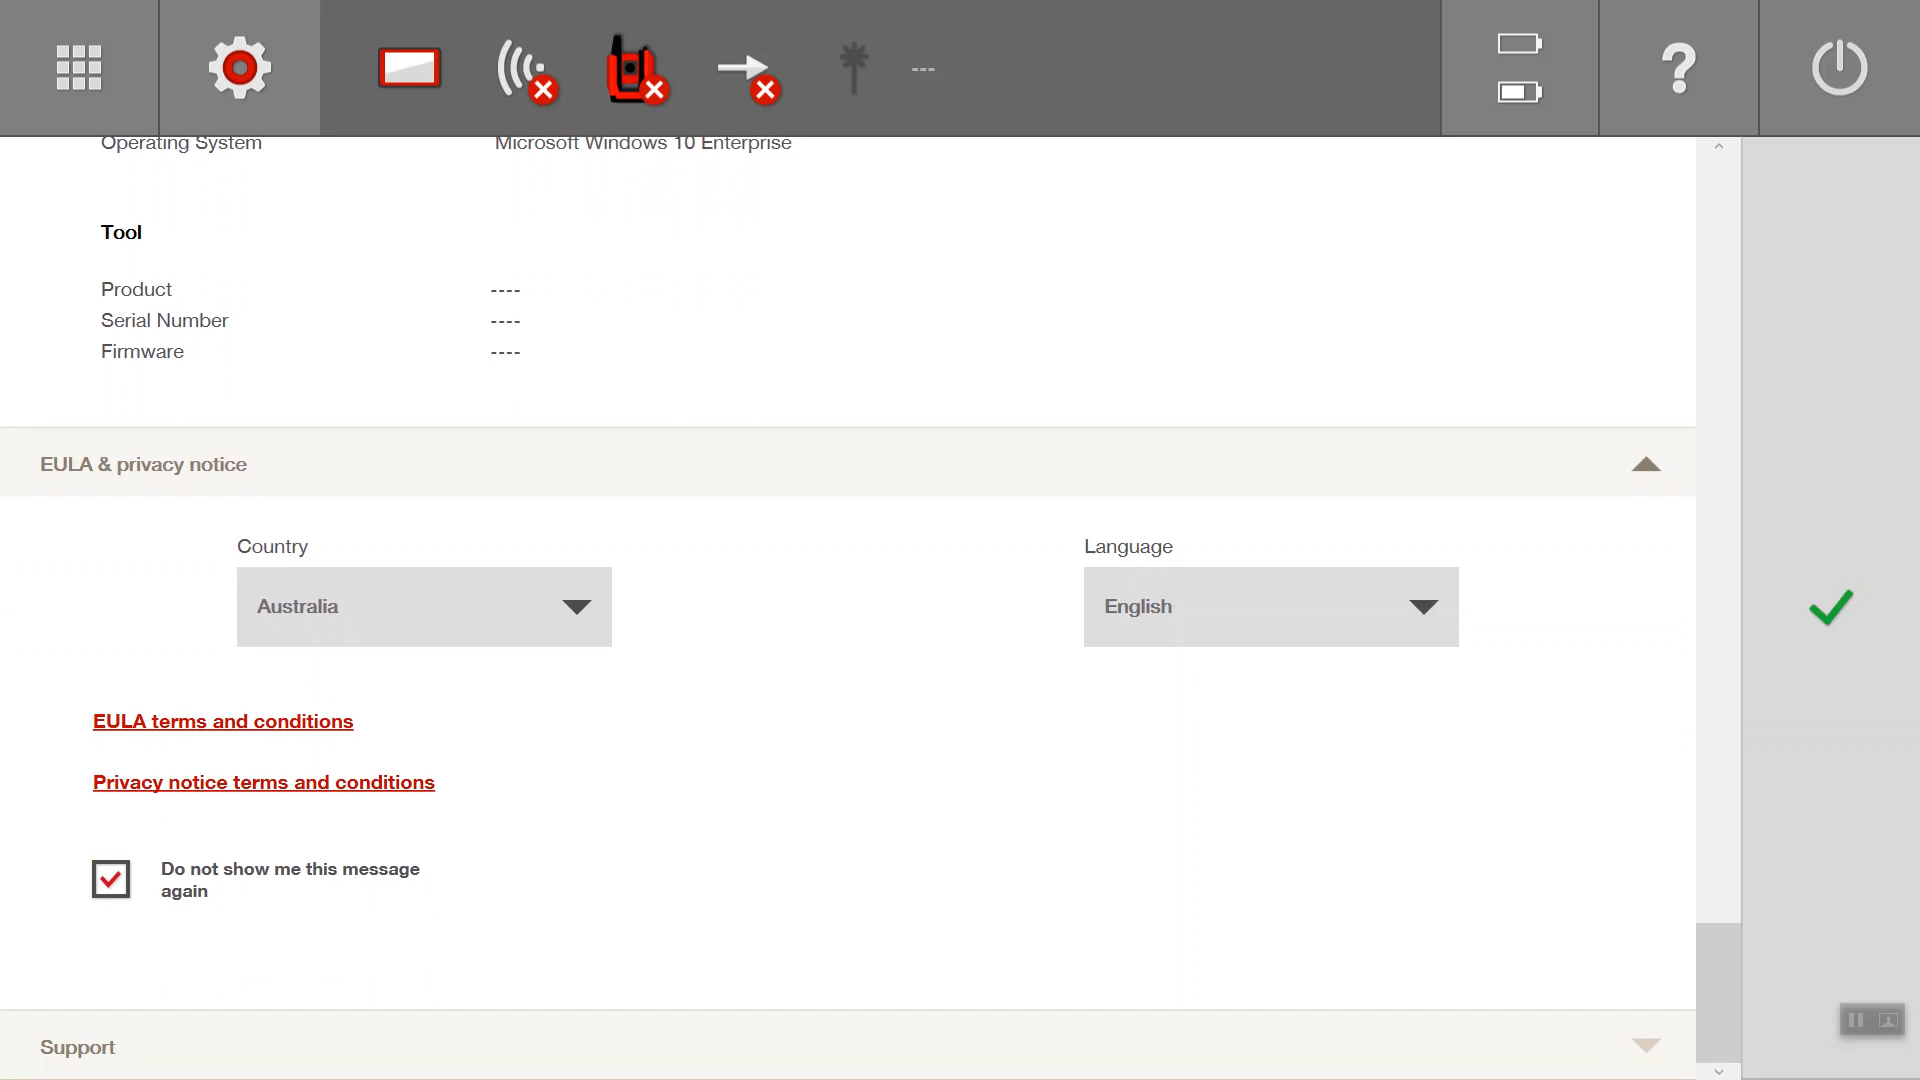 ---
Operating System Microsoft Windows 10 Enterprise
Tool
Product ----
Serial Number ----
Firmware ----
EULA & privacy notice
Country Language
Australia English
EULA terms and conditions
Privacy notice terms and conditions
Do not show me this message
again
Support